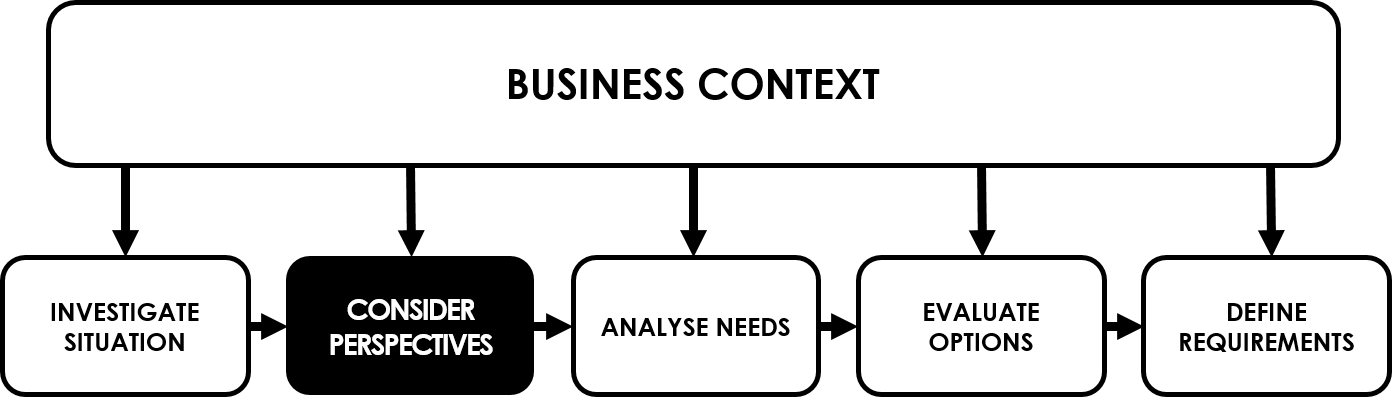 BUSINESS CONTEXT
INVESTIGATE
SITUATION
CONSIDER
PERSPECTIVES
ANALYSE NEEDS
EVALUATE
OPTIONS
DEFINE
REQUIREMENTS